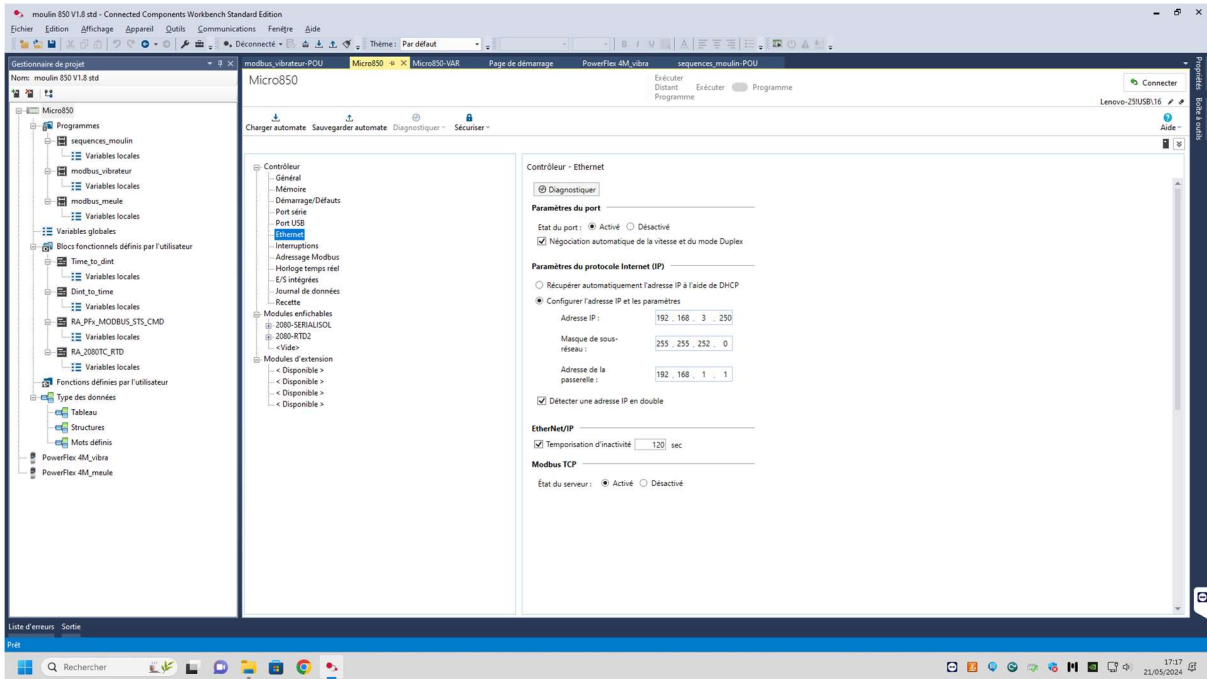 moulin 850 V1.8 std - Connected Components Workbench Standard Edition
Fichier Edition Affichage Appareil Outils Communications Fenêtre Aide
Déconnecté Thème: Par défaut
Gestionnaire de projet
modbus_vibrateur-POU Micro850 Micro850-VAR Page de démarrage PowerFlex 4M_vibra sequences_moulin-POU
Nom: moulin 850 V1.8 std
Micro850
Programmes
sequences_moulin
Variables locales
modbus_vibrateur
Variables locales
modbus_meule
Variables locales
Variables globales
Blocs fonctionnels définis par l'utilisateur
Time_to_dint
Variables locales
Dint_to_time
Variables locales
RA_PFx_MODBUS_STS_CMD
Variables locales
RA_2080TC_RTD
Variables locales
Fonctions définies par l'utilisateur
Type des données
Tableau
Structures
Mots définis
PowerFlex 4M_vibra
PowerFlex 4M_meule
Micro850
Exécuter
Distant Exécuter Programme
Programme
Connecter
Lenovo-25!USB\16
Charger automate Sauvegarder automate Diagnostiquer Sécuriser
Aide
Contrôleur
Général
Mémoire
Démarrage/Défauts
Port série
Port USB
Ethernet
Interruptions
Adressage Modbus
Horloge temps réel
E/S intégrées
Journal de données
Recette
Modules enfichables
2080-SERIALISOL
2080-RTD2
<Vide>
Modules d'extension
< Disponible >
< Disponible >
< Disponible >
< Disponible >
Contrôleur - Ethernet
Diagnostiquer
Paramètres du port
Etat du port : Activé Désactivé
Négociation automatique de la vitesse et du mode Duplex
Paramètres du protocole Internet (IP)
Récupérer automatiquement l'adresse IP à l'aide de DHCP
Configurer l'adresse IP et les paramètres
Adresse IP : 192 . 168 . 3 . 250
Masque de sous-
réseau : 255 . 255 . 252 . 0
Adresse de la
passerelle : 192 . 168 . 1 . 1
Détecter une adresse IP en double
EtherNet/IP
Temporisation d'inactivité 120 sec
Modbus TCP
État du serveur : Activé Désactivé
Propriétés
Boîte à outils
Liste d'erreurs Sortie
Prêt
Rechercher
17:17
21/05/2024